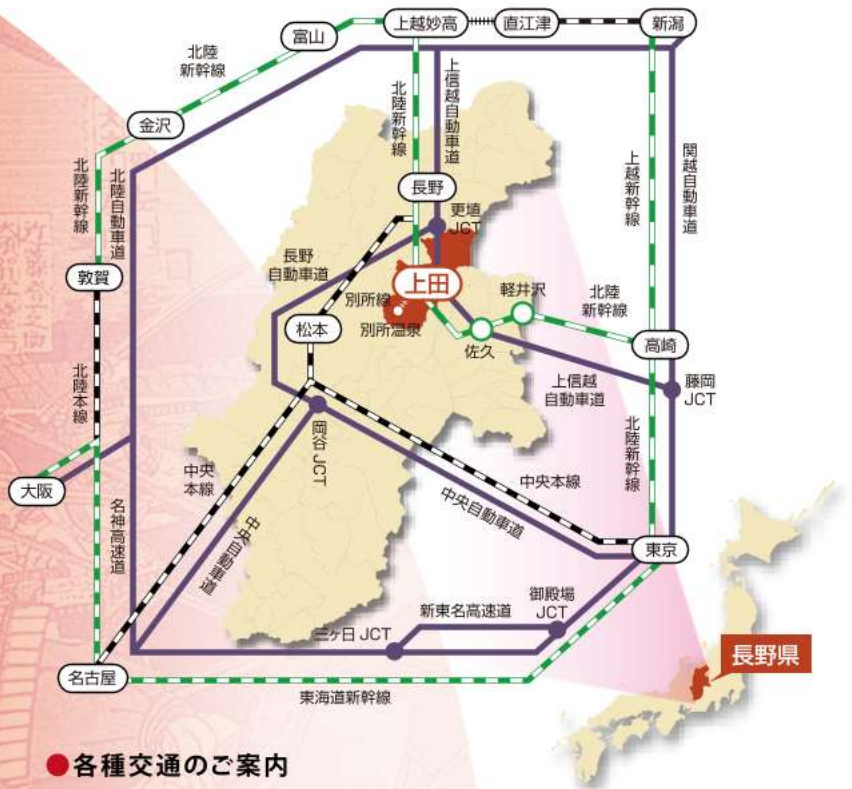 上越妙高
直江津
新潟
富山
北陸
新幹線
金沢
北陸新幹線
上信越自動車道
北陸新幹線
北陸自動車道
上越新幹線
関越自動車道
長野
更埴
JCT
敦賀
長野
自動車道
上田
別所線
別所温泉
軽井沢
北陸
新幹線
佐久
松本
高崎
北陸本線
上信越
自動車道
藤岡
JCT
岡谷JCT
北陸新幹線
中央
本線
中央本線
大阪
名神高速道
中央自動車道
中央自動車道
東京
御殿場
JCT
新東名高速道
三ヶ日 JCT
長野県
名古屋
東海道新幹線
●各種交通のご案内